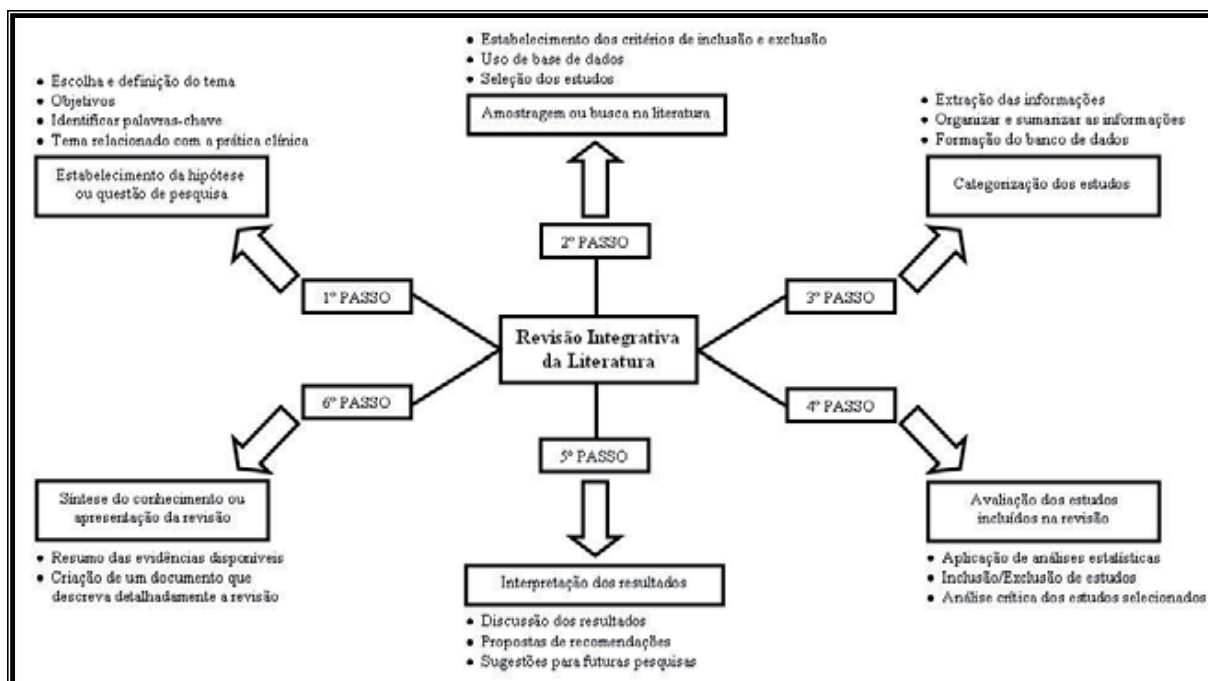 • Escolha e definição do tema
• Objetivos
• Identificar palavras-chave
• Tema relacionado com a prática clínica
Estabelecimento da hipótese
ou questão de pesquisa
1º PASSO
• Estabelecimento dos critérios de inclusão e exclusão
• Uso de base de dados
• Seleção dos estudos
Amostragem ou busca na literatura
2º PASSO
• Extração das informações
• Organizar e sumarizar as informações
• Formação do banco de dados
Categorização dos estudos
3º PASSO
Revisão Integrativa
da Literatura
4º PASSO
Avaliação dos estudos
incluídos na revisão
• Aplicação de análises estatísticas
• Inclusão/Exclusão de estudos
• Análise crítica dos estudos selecionados
5º PASSO
Interpretação dos resultados
• Discussão dos resultados
• Propostas de recomendações
• Sugestões para futuras pesquisas
6º PASSO
Síntese do conhecimento ou
apresentação da revisão
• Resumo das evidências disponíveis
• Criação de um documento que
descreva detalhadamente a revisão